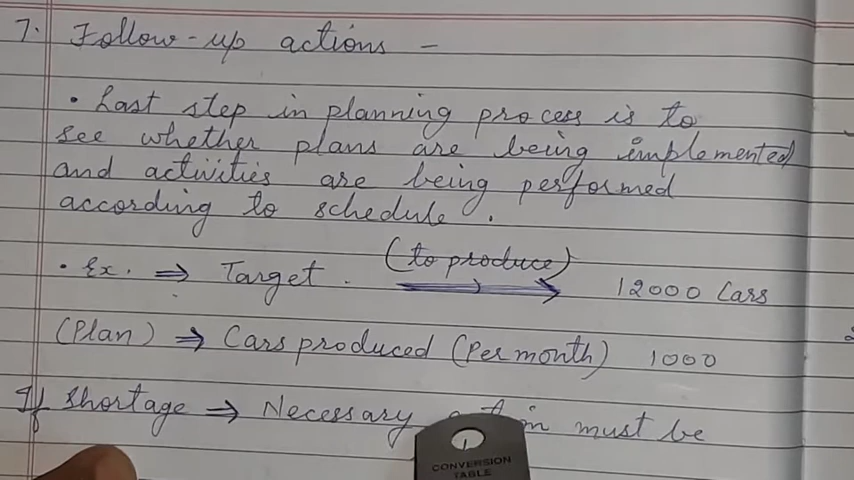 7. Follow-up actions -
• Last step in planning process is to
see whether plans are being implemented
and activities are being performed
according to schedule.
• Ex. ⇒ Target. (to produce) → 12000 Cars
(Plan) ⇒ Cars produced (Per month) 1000
If shortage ⇒ Necessary must be
CONVERSION
TABLE